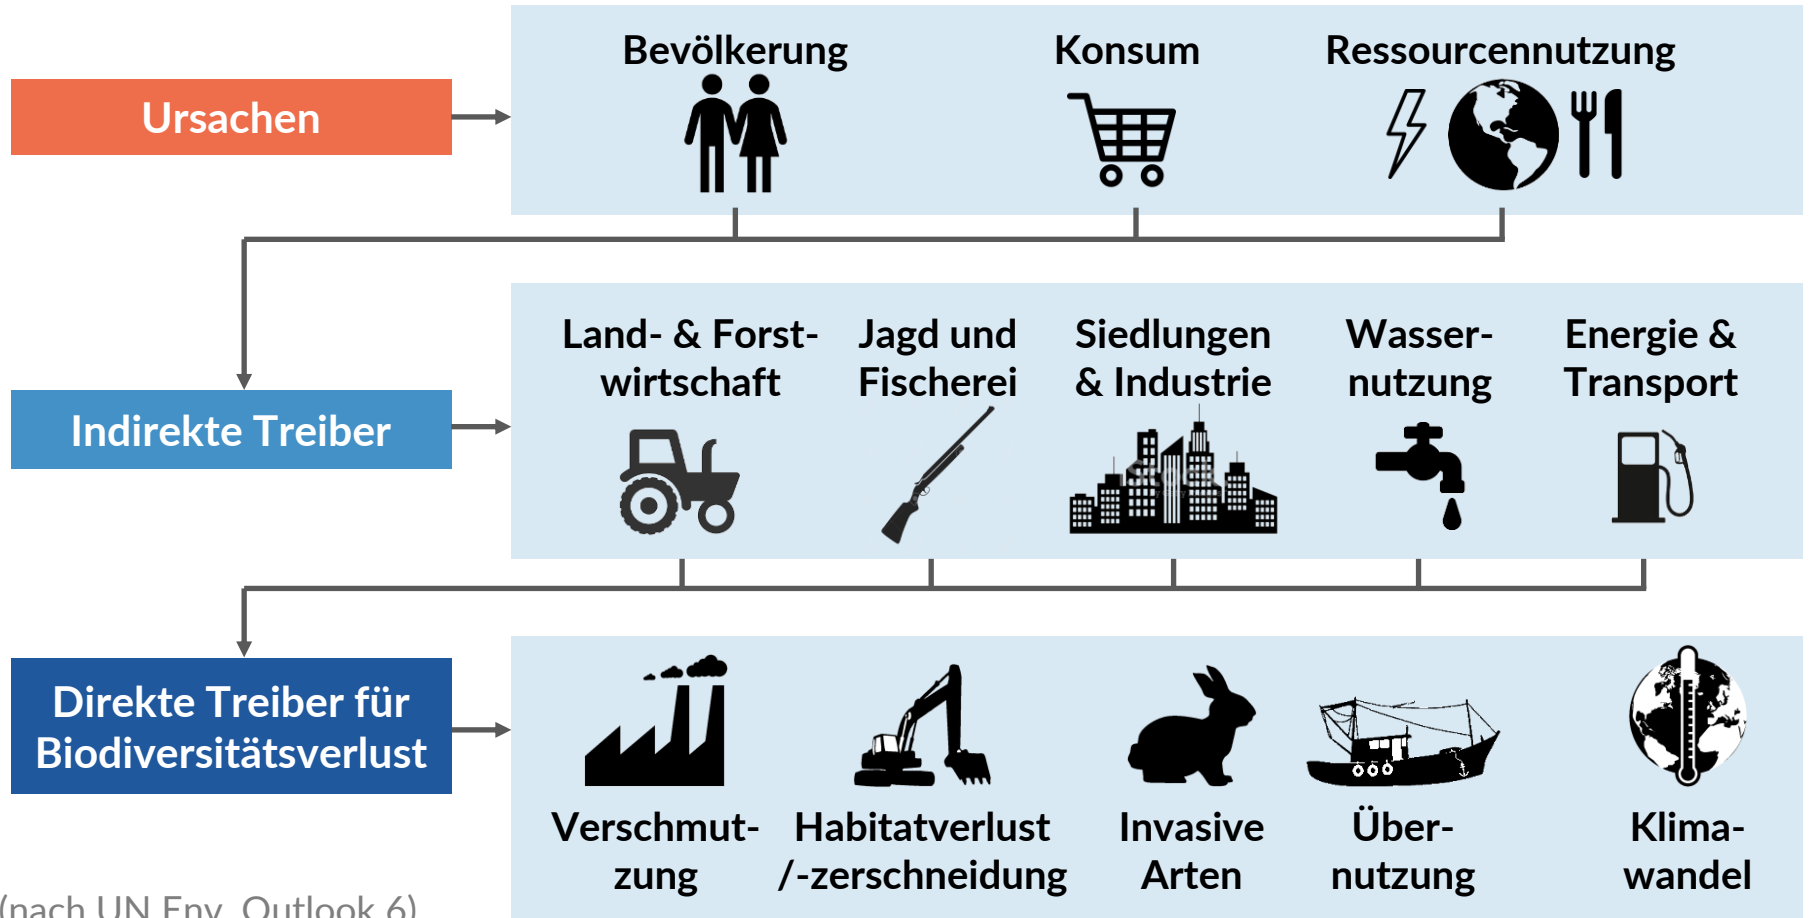 Bevölkerung
Konsum
Ressourcennutzung
Ursachen
Land- & Forst-
wirtschaft
Jagd und
Fischerei
Siedlungen
& Industrie
Wasser-
nutzung
Energie &
Transport
Indirekte Treiber
Direkte Treiber für
Biodiversitätsverlust
Verschmut-
zung
Habitatverlust
/-zerschneidung
Invasive
Arten
Über-
nutzung
Klima-
wandel
(nach UN Env. Outlook 6)